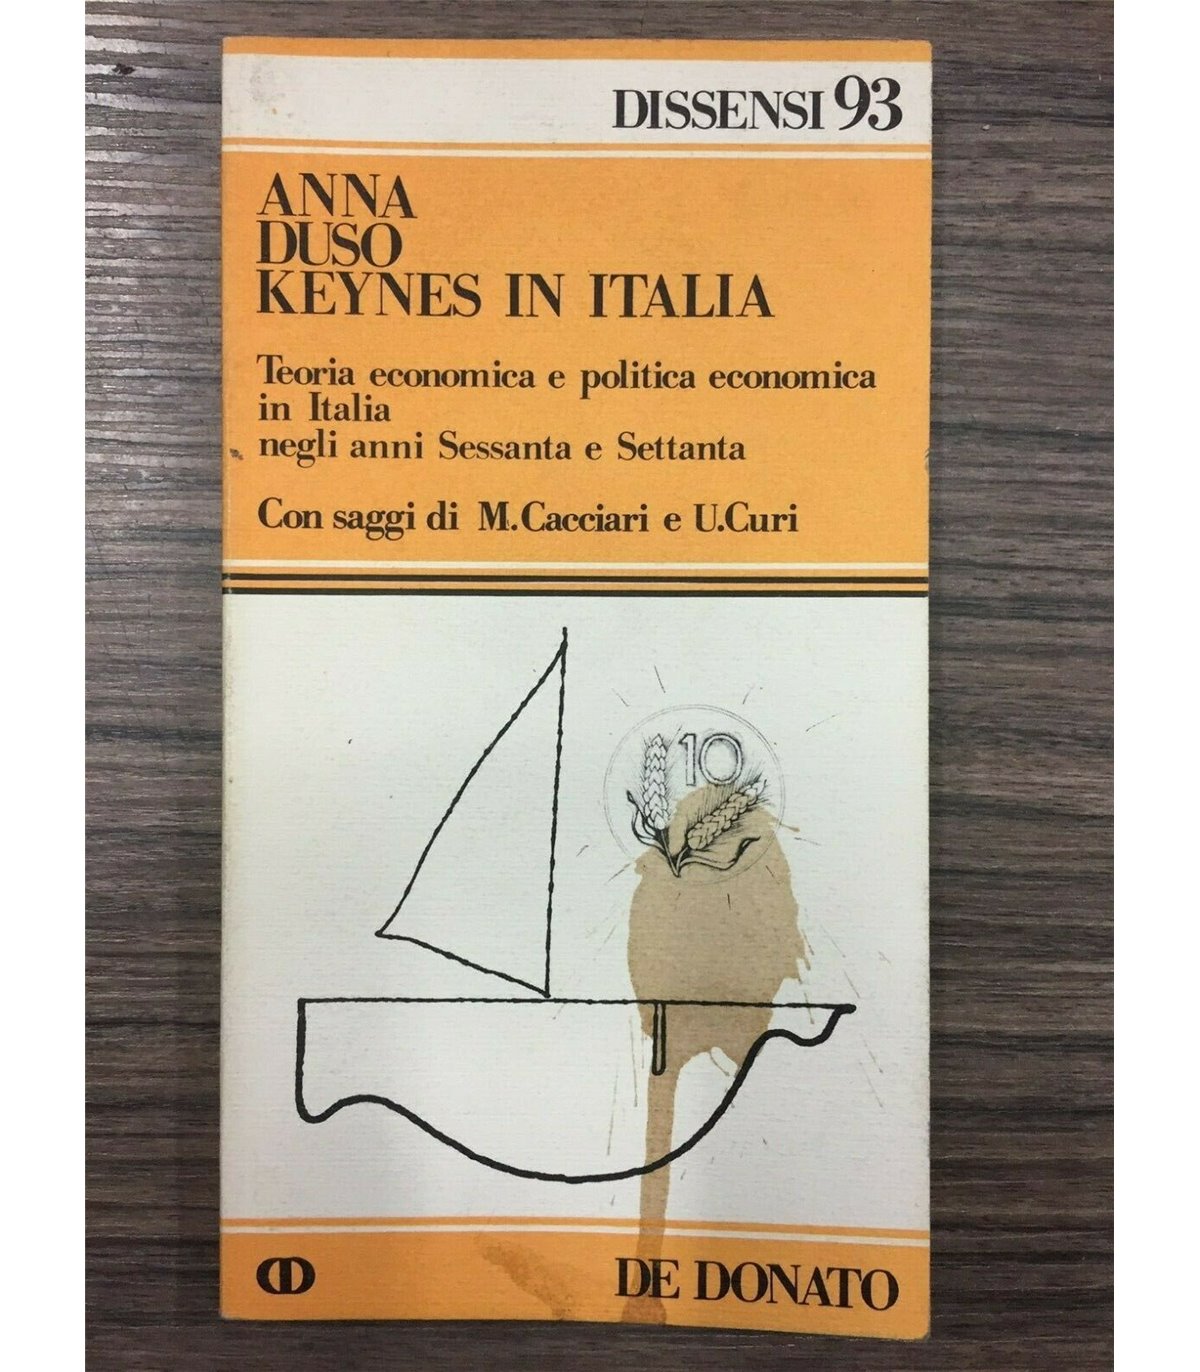 DISSENSI 93
ANNA
DUSO
KEYNES IN ITALIA
Teoria economica e politica economica
in Italia
negli anni Sessanta e Settanta
Con saggi di M.Cacciari e U.Curi
10
DE DONATO